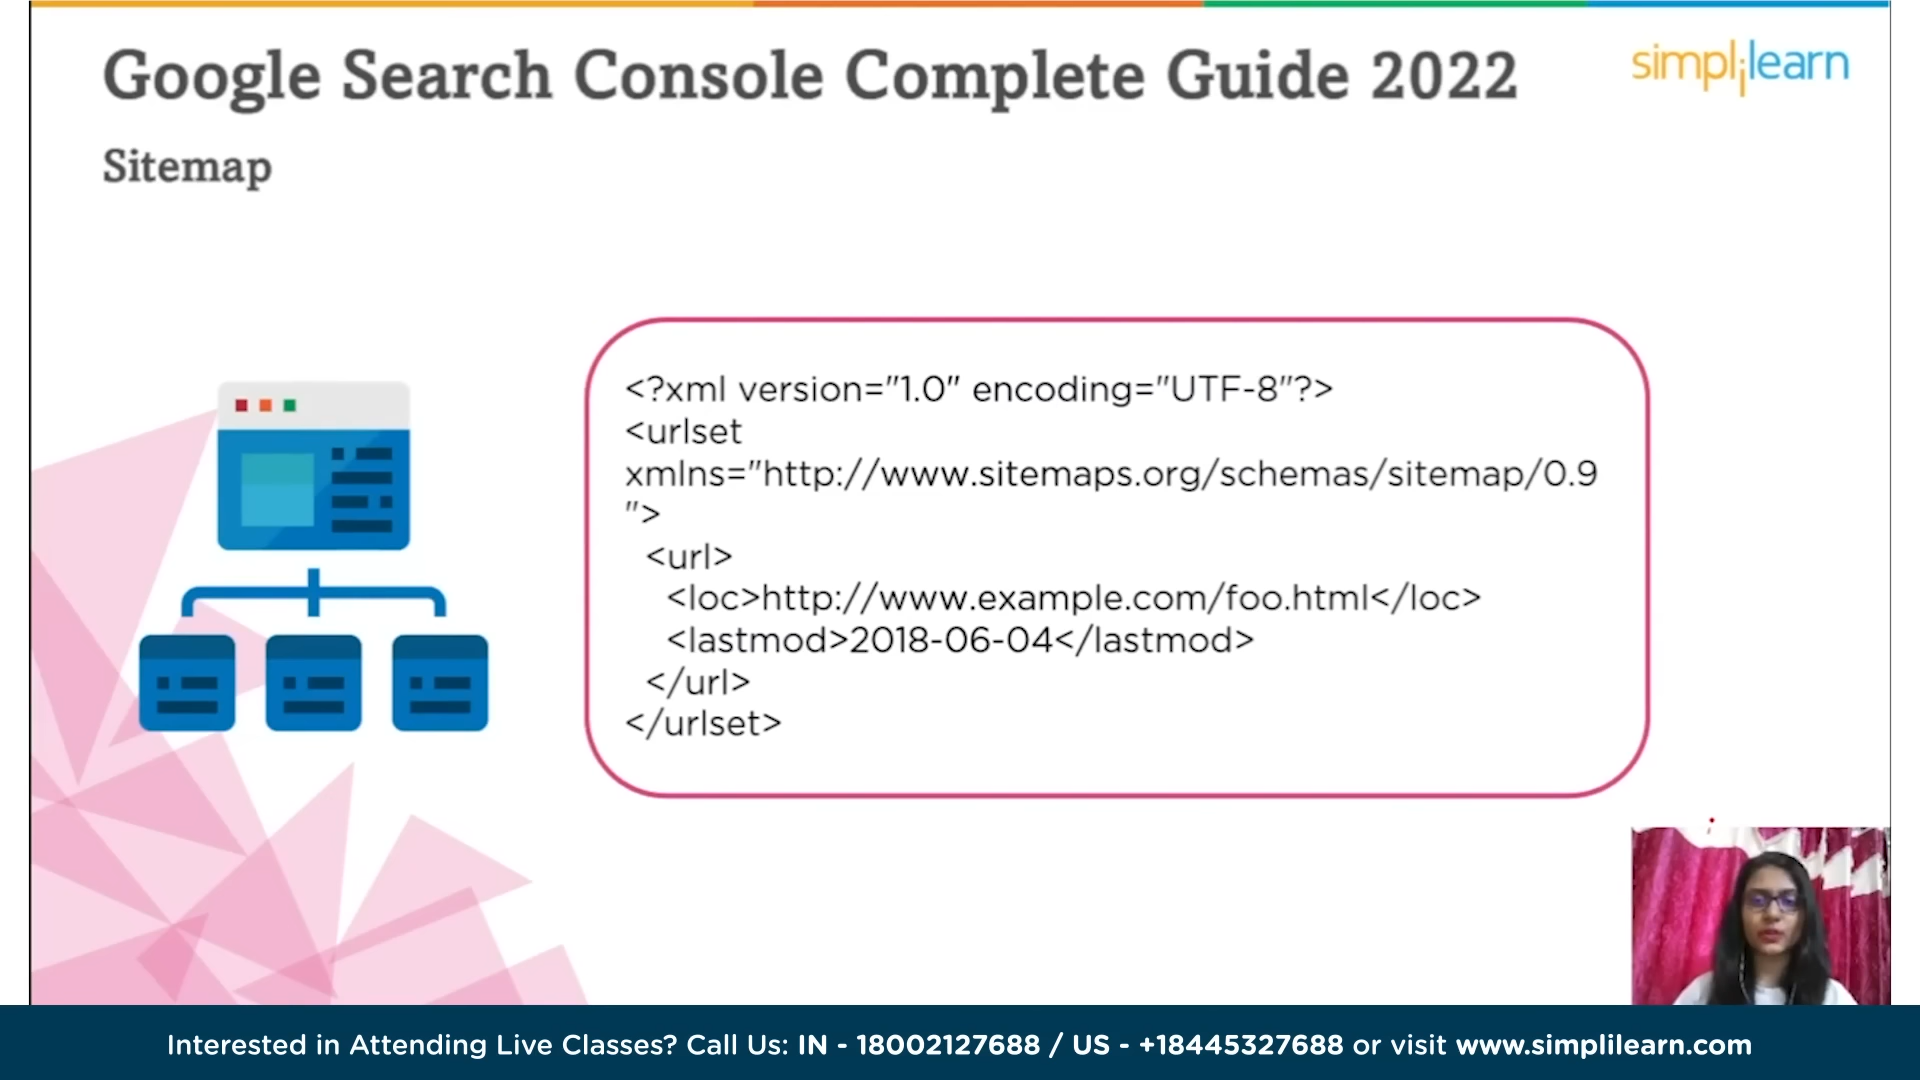 Google Search Console Complete Guide 2022
simplilearn
Sitemap
<?xml version="1.0" encoding="UTF-8"?>
<urlset
xmlns="http://www.sitemaps.org/schemas/sitemap/0.9
">
<url>
<loc>http://www.example.com/foo.html</loc>
<lastmod>2018-06-04</lastmod>
</url>
</urlset>
Interested in Attending Live Classes? Call Us: IN - 18002127688 / US - +18445327688 or visit www.simplilearn.com